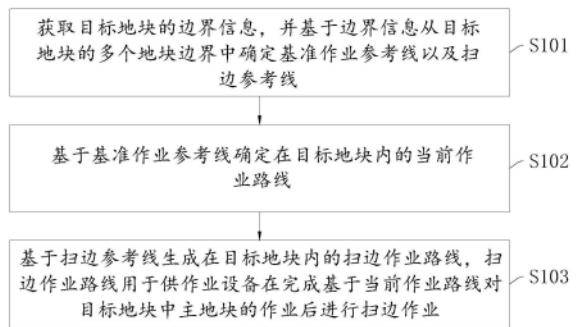 获取目标地块的边界信息，并基于边界信息从目标
地块的多个地块边界中确定基准作业参考线以及扫
边参考线
S101
基于基准作业参考线确定在目标地块内的当前作
业路线
S102
基于扫边参考线生成在目标地块内的扫边作业路线，扫
边作业路线用于供作业设备在完成基于当前作业路线对
目标地块中主地块的作业后进行扫边作业
S103